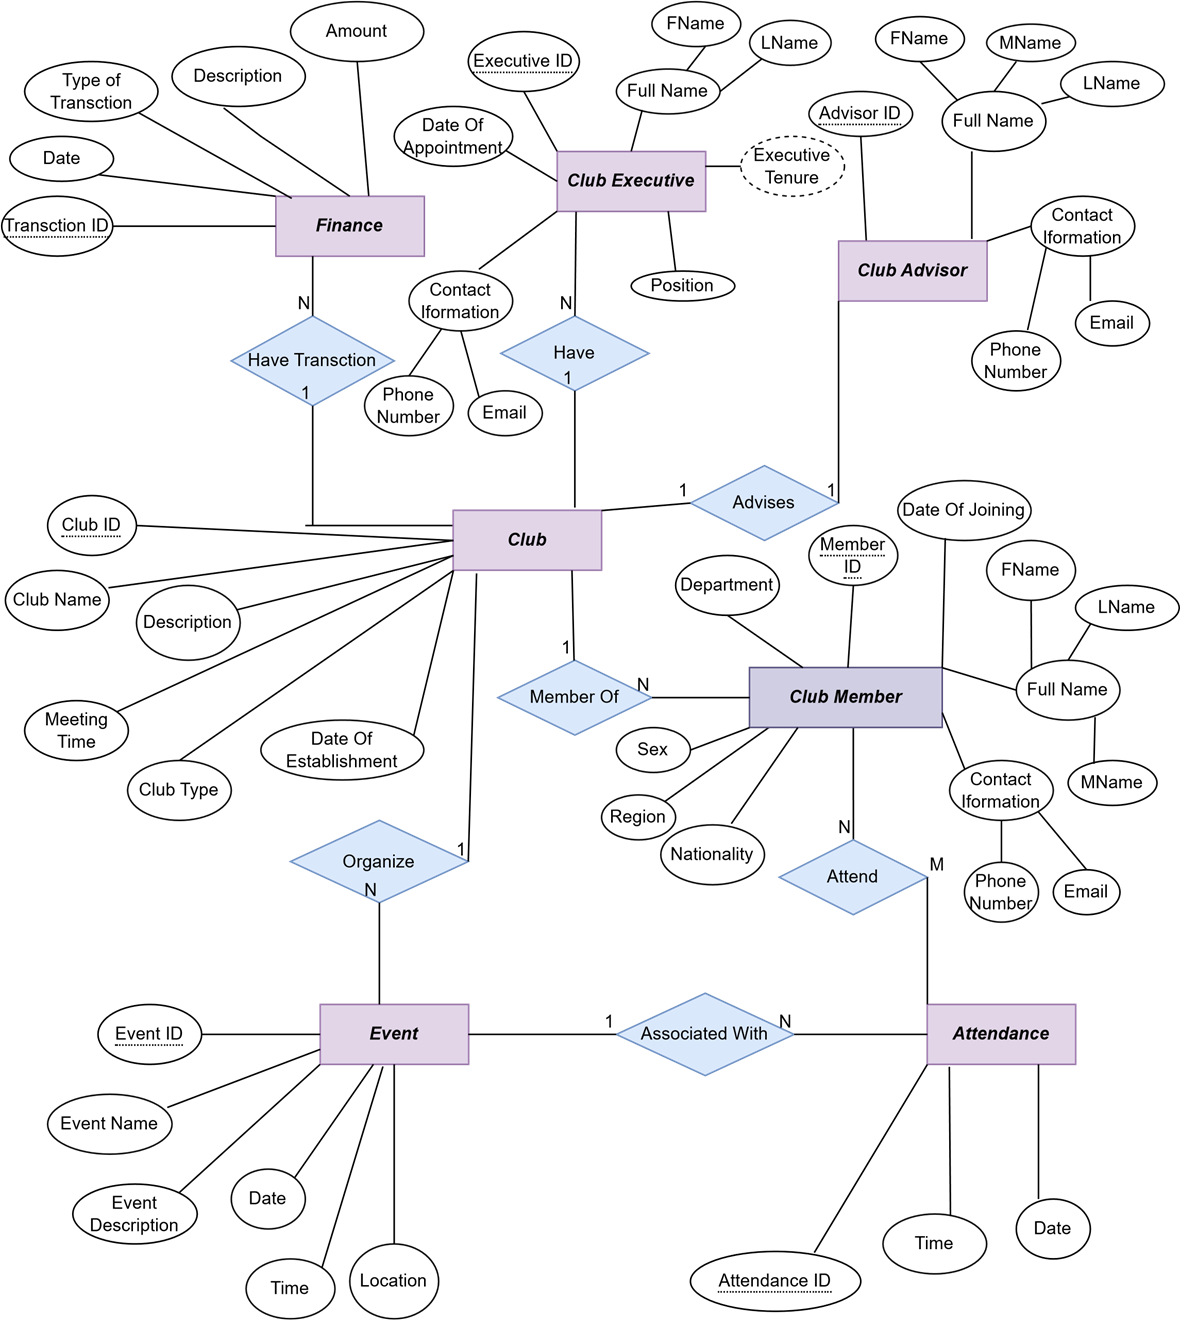 Amount
FName
LName
FName
MName
LName
Type of
Transction
Description
Executive ID
Full Name
Advisor ID
Full Name
Date
Date Of
Appointment
Club Executive
Executive
Tenure
Transction ID
Finance
Contact
Iformation
Club Advisor
Position
Contact
Iformation
N
N
Email
Have Transction
Have
Phone
Number
1
1
Phone
Number
Email
1
1
Advises
Club ID
Club
Date Of Joining
Member
ID
FName
Department
Club Name
Description
LName
1
N
Member Of
Club Member
Full Name
Meeting
Time
Date Of
Establishment
Sex
Club Type
Contact
Iformation
MName
Region
N
Nationality
1
Organize
N
Attend
M
Phone
Number
Email
1
N
Event ID
Event
Associated With
Attendance
Event Name
Event
Description
Date
Time
Location
Attendance ID
Time
Date